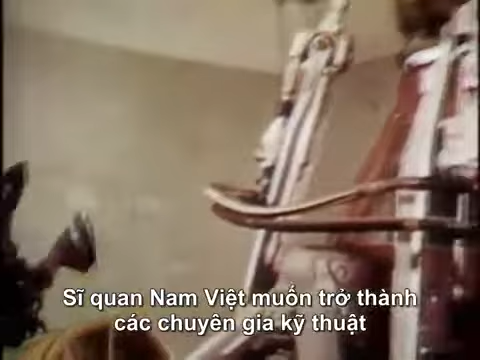 Sĩ quan Nam Việt muốn trở thành
các chuyên gia kỹ thuật